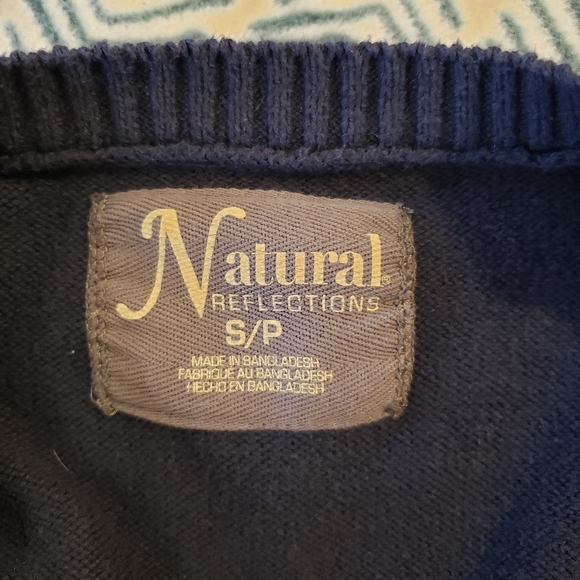 Natural®
REFLECTIONS
S/P
MADE IN BANGLADESH
FABRIQUE AU BANGLADESH
HECHO EN BANGLADESH